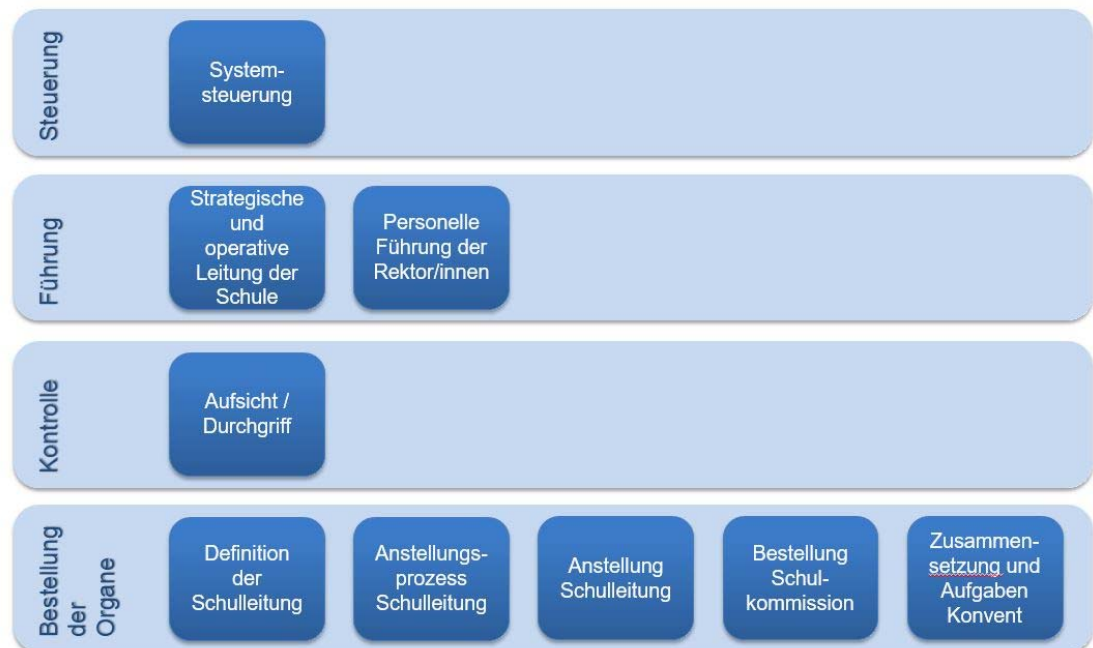 Steuerung
System-
steuerung
Führung
Strategische
und
operative
Leitung der
Schule
Personelle
Führung der
Rektor/innen
Kontrolle
Aufsicht /
Durchgriff
Bestellung
der
Organe
Definition
der
Schulleitung
Anstellungs-
prozess
Schulleitung
Anstellung
Schulleitung
Bestellung
Schul-
kommission
Zusammen-
setzung und
Aufgaben
Konvent